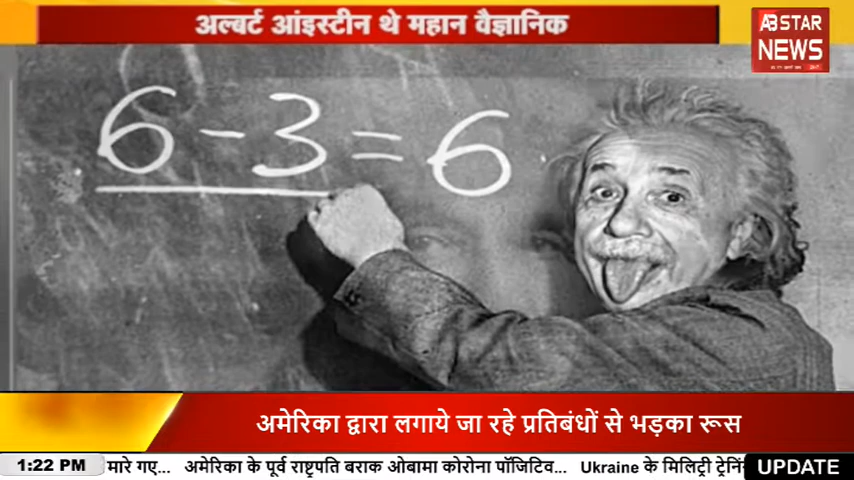 अल्बर्ट आंइस्टीन थे महान वैज्ञानिक
AB STAR
NEWS
6-3=6
अमेरिका द्वारा लगाये जा रहे प्रतिबंधों से भड़का रूस
1:22 PM मारे गए... अमेरिका के पूर्व राष्ट्रपति बराक ओबामा कोरोना पॉजिटिव... Ukraine के मिलिट्री ट्रेनिंग UPDATE